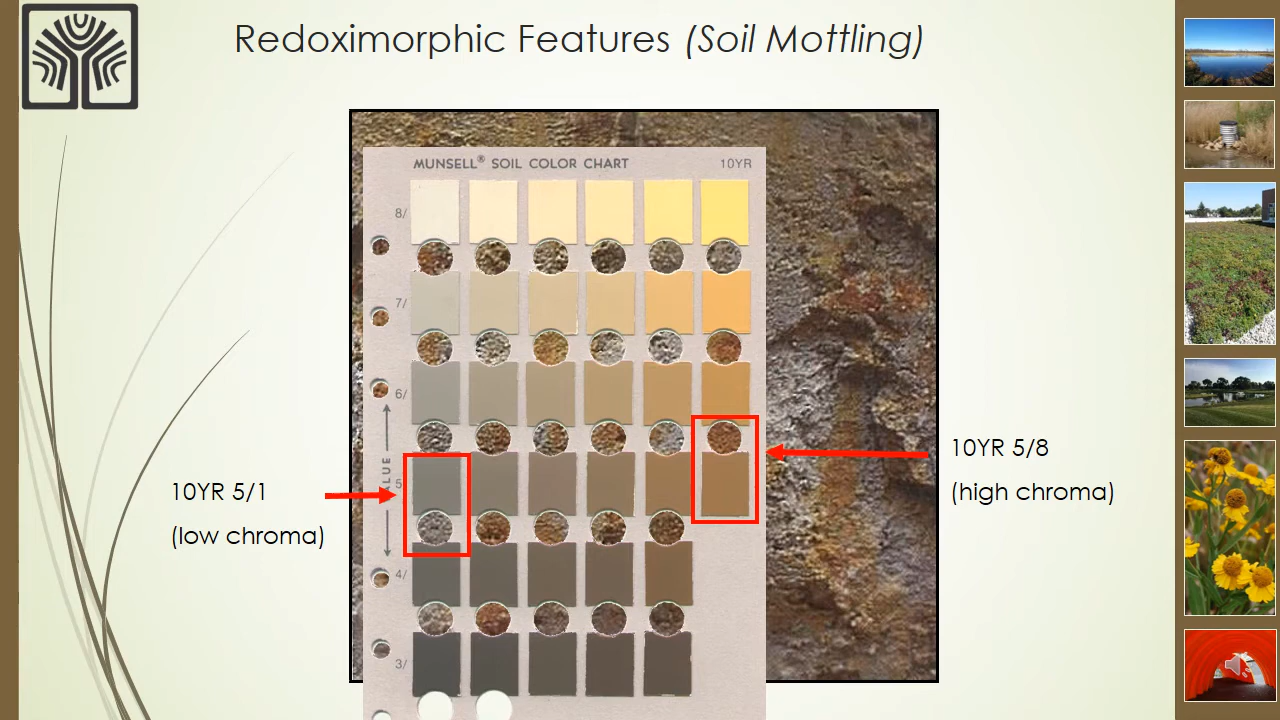 Redoximorphic Features (Soil Mottling)
MUNSELL® SOIL COLOR CHART 10YR
8/
7/
6/
10YR 5/8
(high chroma)
5
10YR 5/1
(low chroma)
4/
3/